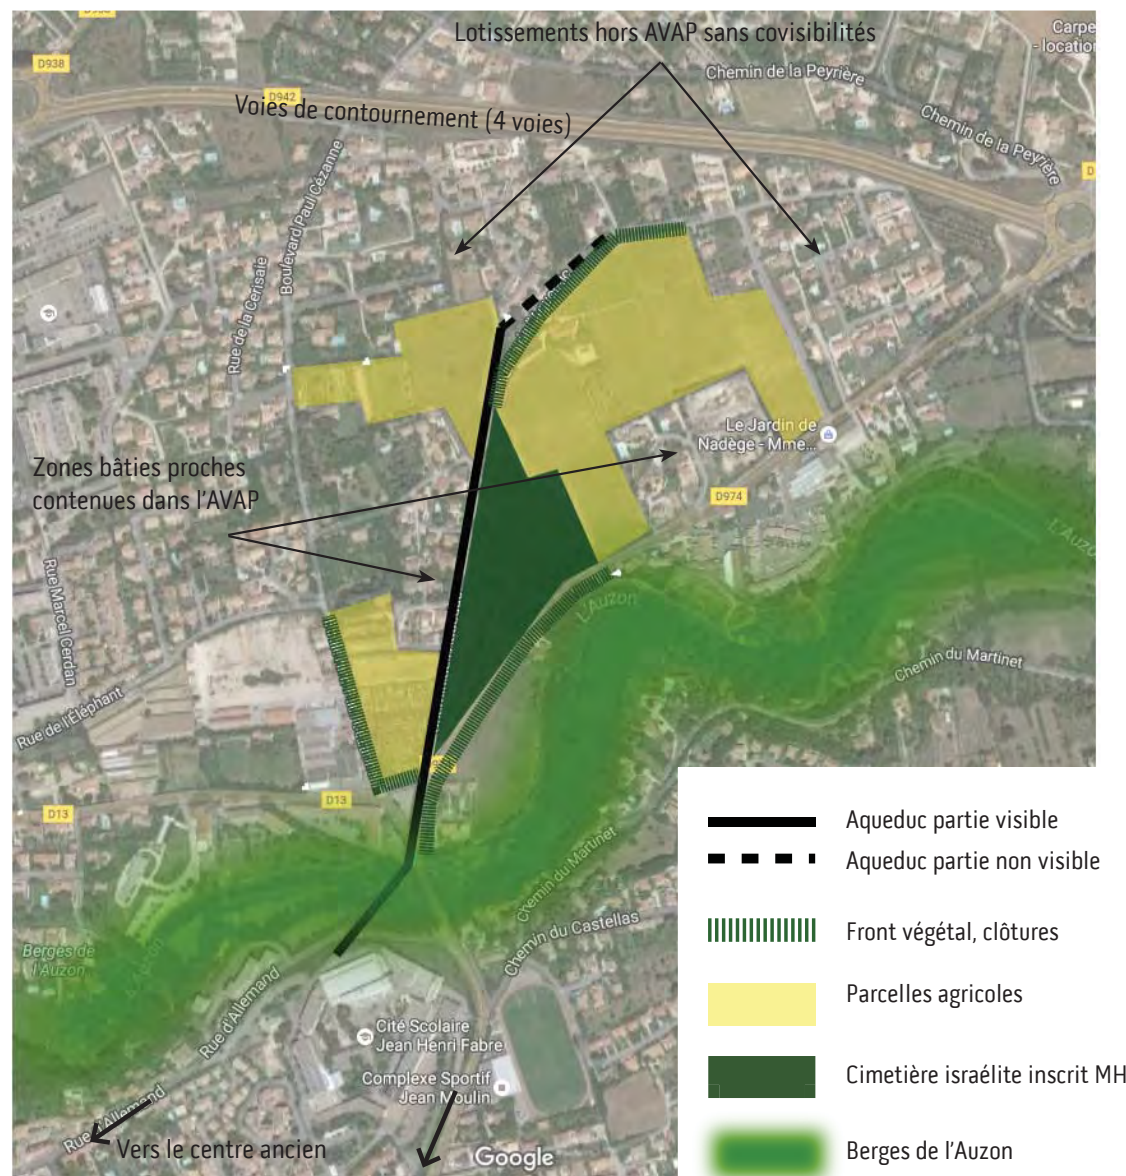 Lotissements hors AVAP sans covisibilités
Carpe
- location
D938
Chemin de la Peyrière
D942
Voies de contournement (4 voies)
Chemin de la Peyrière
D
Boulevard Paul Cézanne
Rue de la Cerisaie
Le Jardin de
Nadège - Mme...
Zones bâties proches
contenues dans l'AVAP
D974
L'Auzon
Rue Marcel Cerdan
L'Auzon
Chemin du Martinet
Rue de l'Éléphant
D13
D13
Aqueduc partie visible
Aqueduc partie non visible
Chemin du Martinet
Chemin du Castellas
Front végétal, clôtures
Berges de
l'Auzon
L'Auzon
Rue d'Allemand
Parcelles agricoles
Cité Scolaire
Jean Henri Fabre
Complexe Sportif
Jean Moulin
Cimetière israélite inscrit MH
Rue d'Allemand
Vers le centre ancien
Google
Berges de l'Auzon